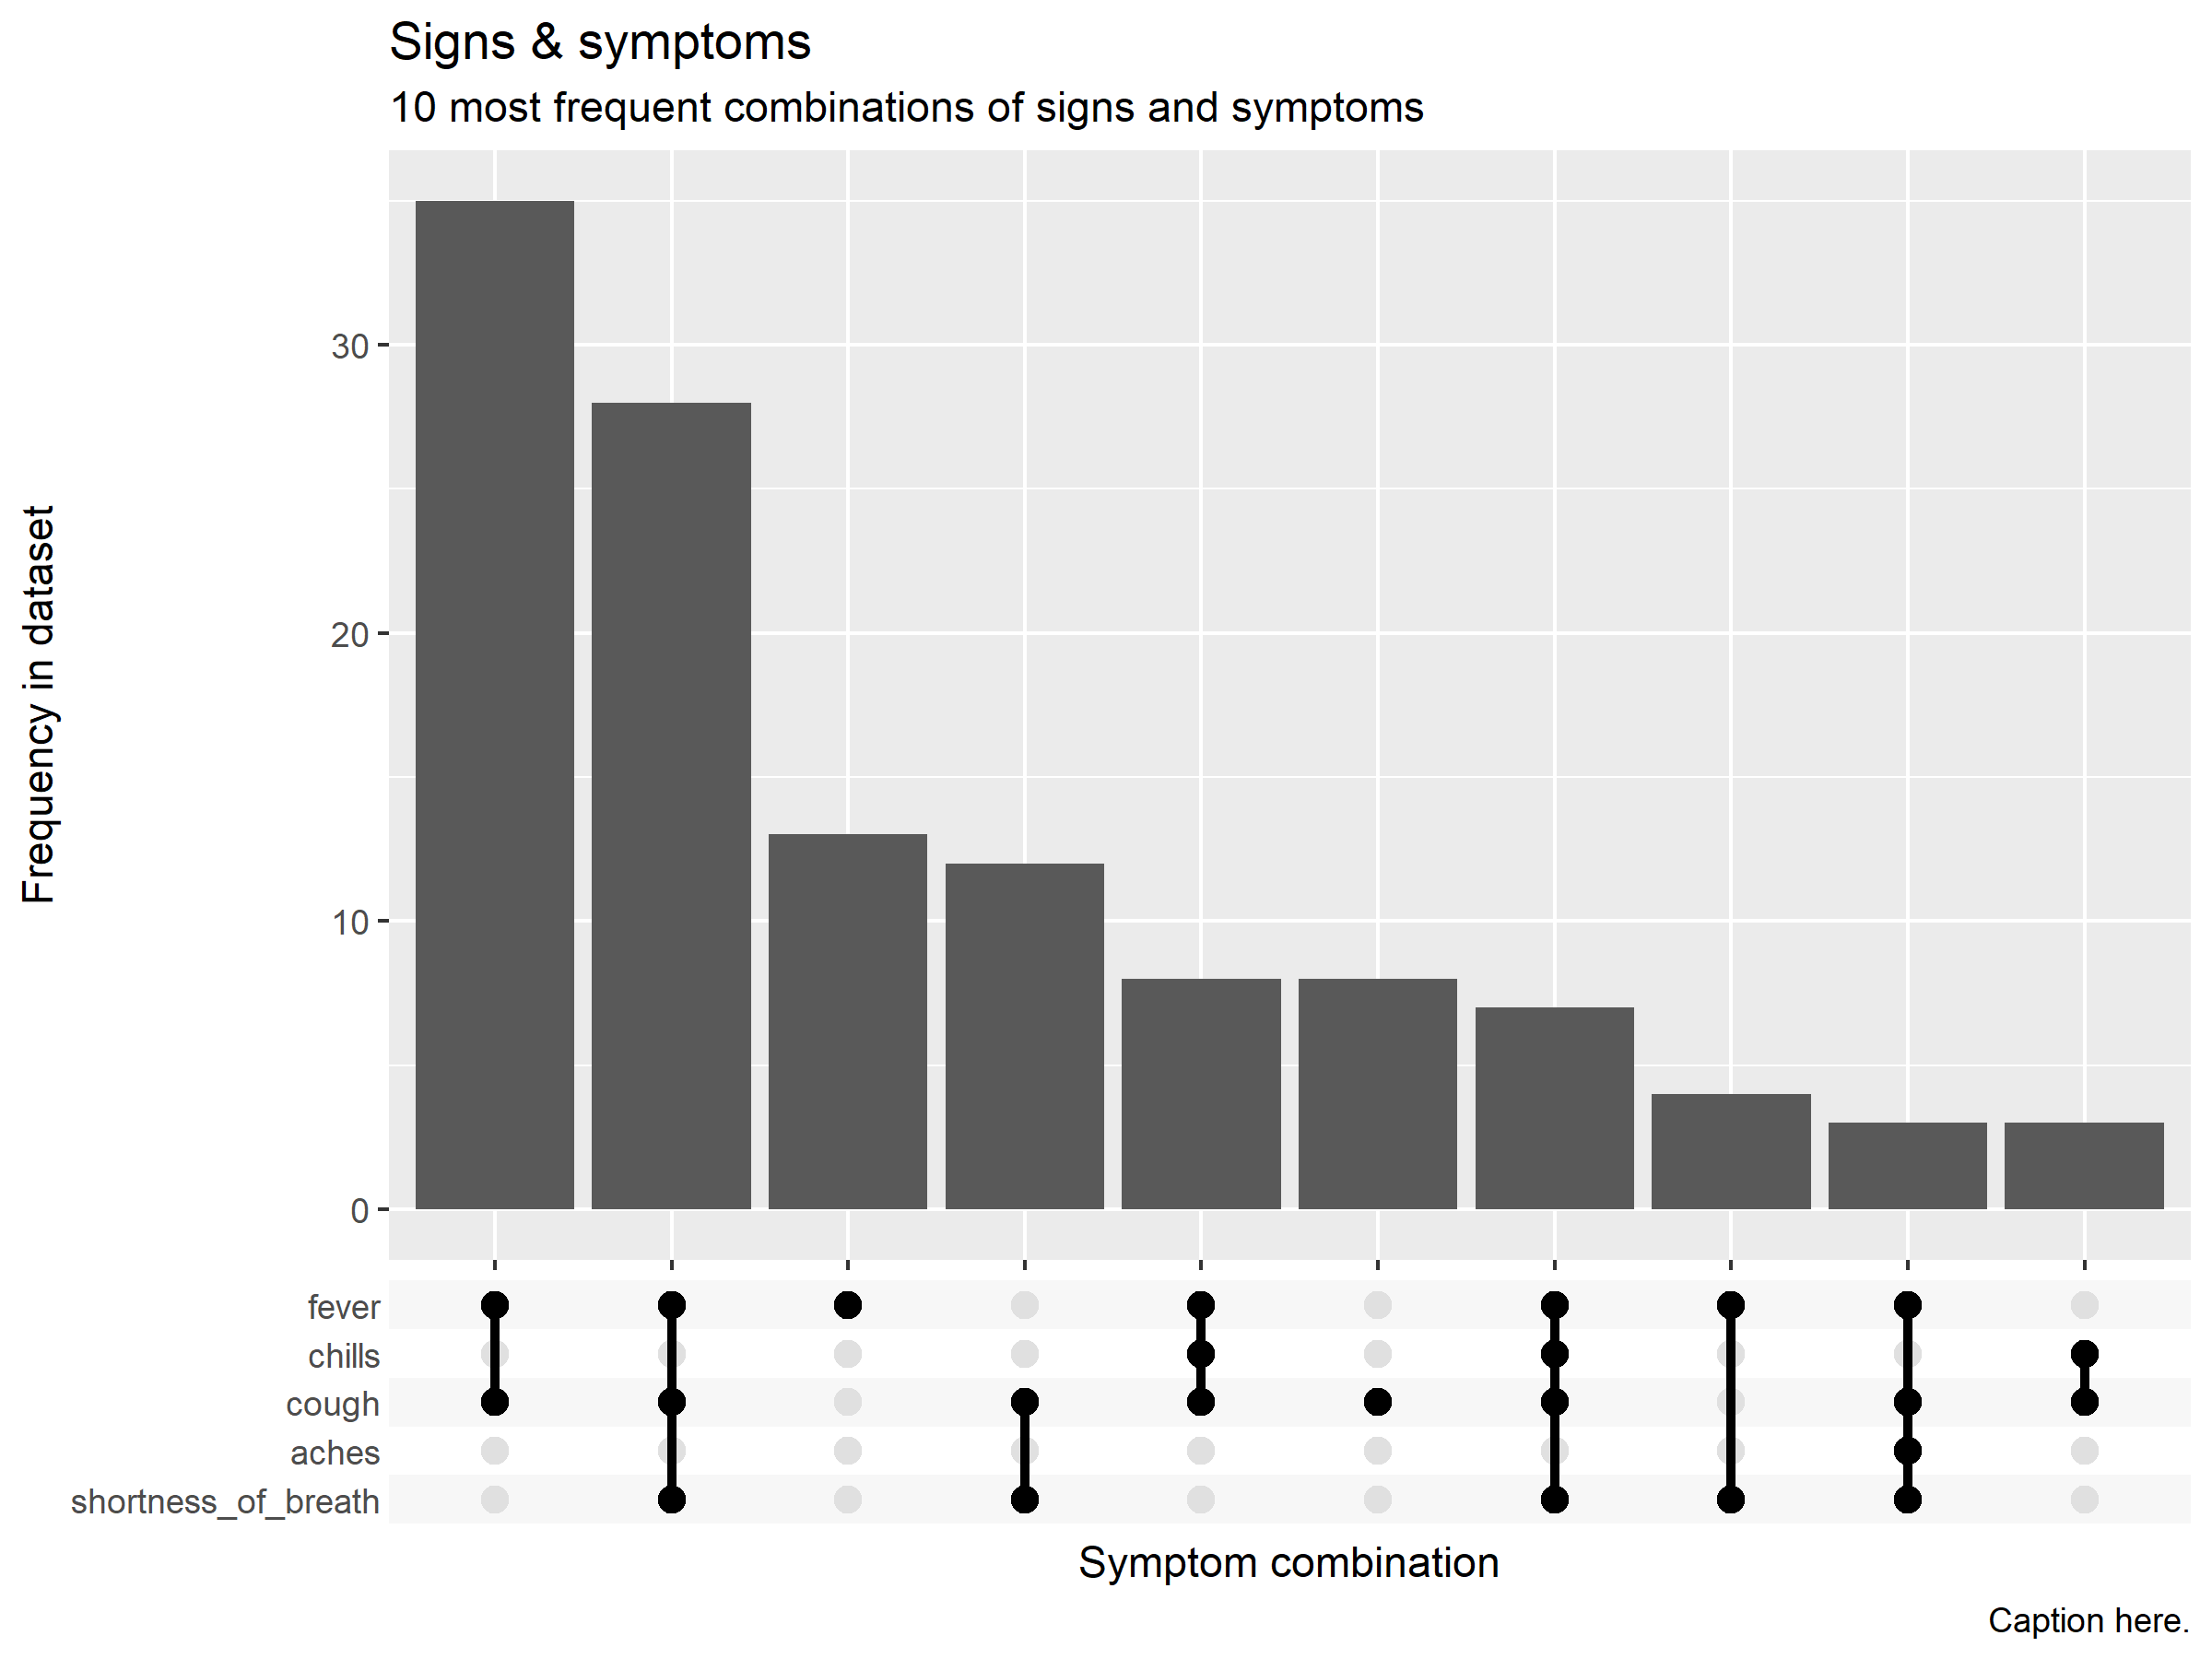 Signs & symptoms
10 most frequent combinations of signs and symptoms
Frequency in dataset
30
20
10
0
fever
chills
cough
aches
shortness_of_breath
Symptom combination
Caption here.